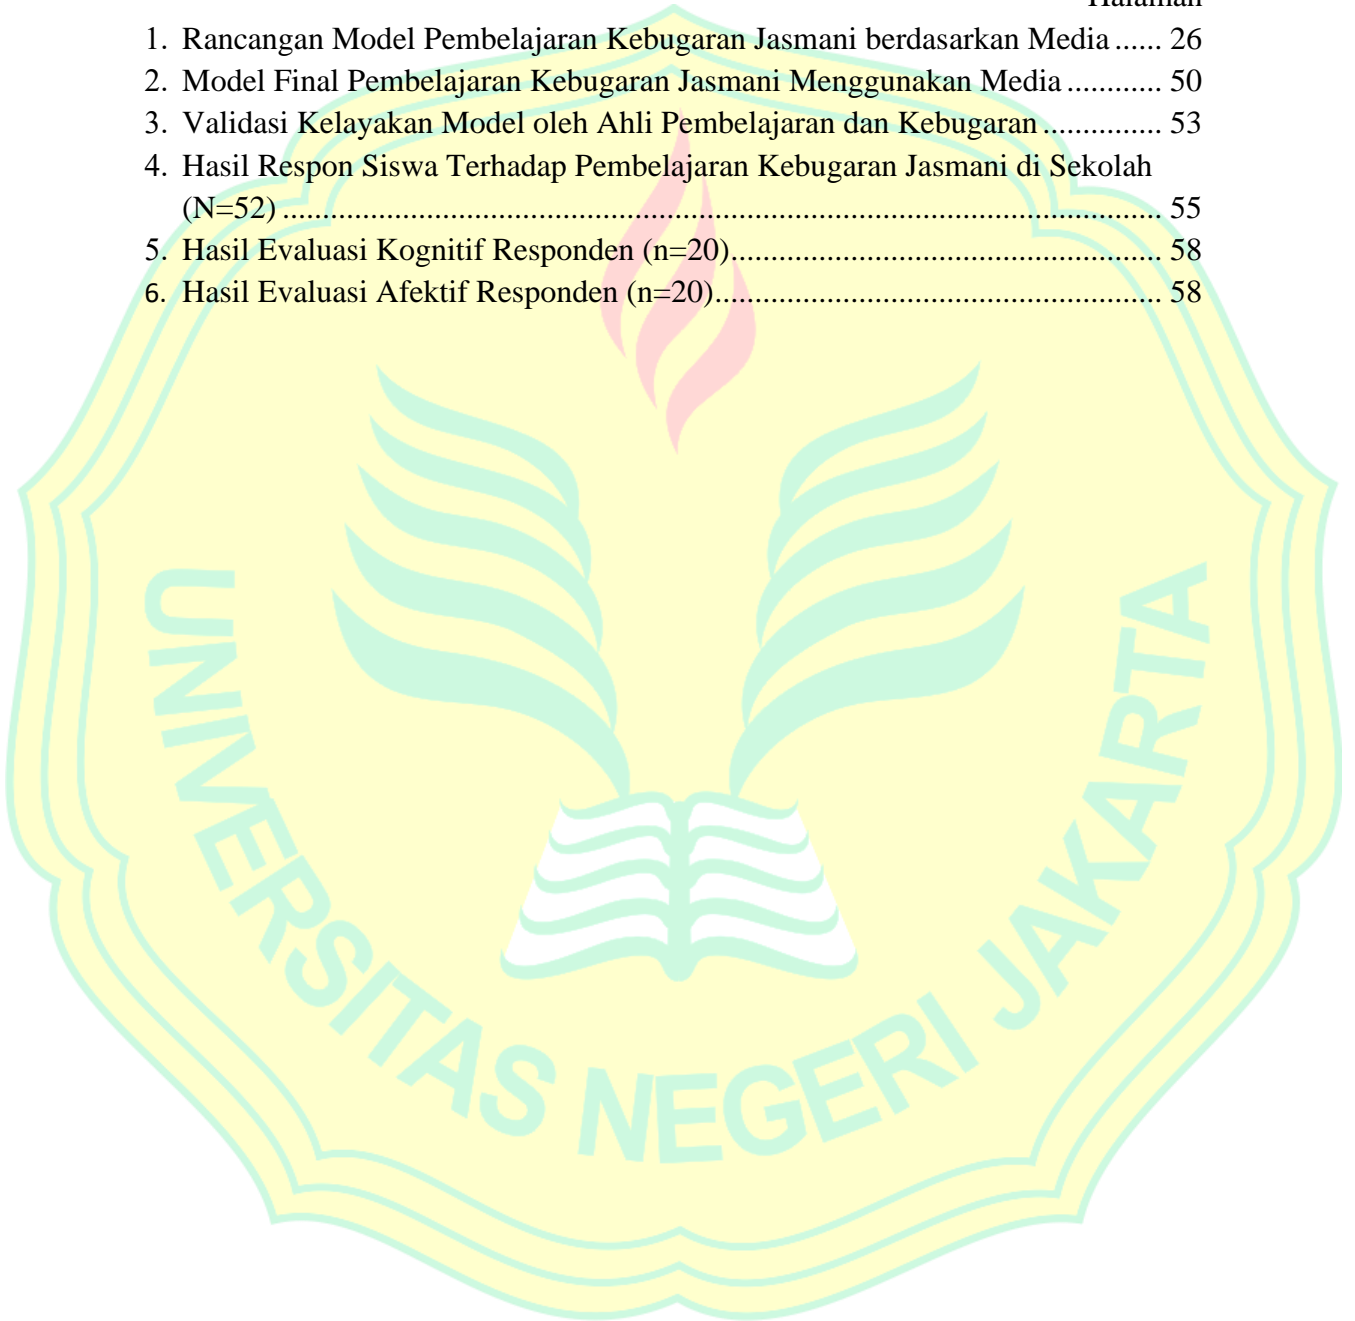 Halaman
1. Rancangan Model Pembelajaran Kebugaran Jasmani berdasarkan Media ...... 26
2. Model Final Pembelajaran Kebugaran Jasmani Menggunakan Media ............ 50
3. Validasi Kelayakan Model oleh Ahli Pembelajaran dan Kebugaran ............... 53
4. Hasil Respon Siswa Terhadap Pembelajaran Kebugaran Jasmani di Sekolah
(N=52) ................................................................................................................ 55
5. Hasil Evaluasi Kognitif Responden (n=20)....................................................... 58
6. Hasil Evaluasi Afektif Responden (n=20)......................................................... 58
UNIVERSITAS NEGERI JAKARTA